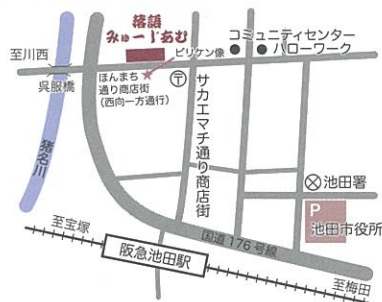 落語
みゅーじあむ
コミュニティセンター
ハローワーク
ビリケン像
至川西
呉服橋
ほんまち
通り商店街
(西向一方通行)
〒
サカエマチ通り商店街
猪名川
池田署
P
池田市役所
至宝塚
国道176号線
阪急池田駅
至梅田